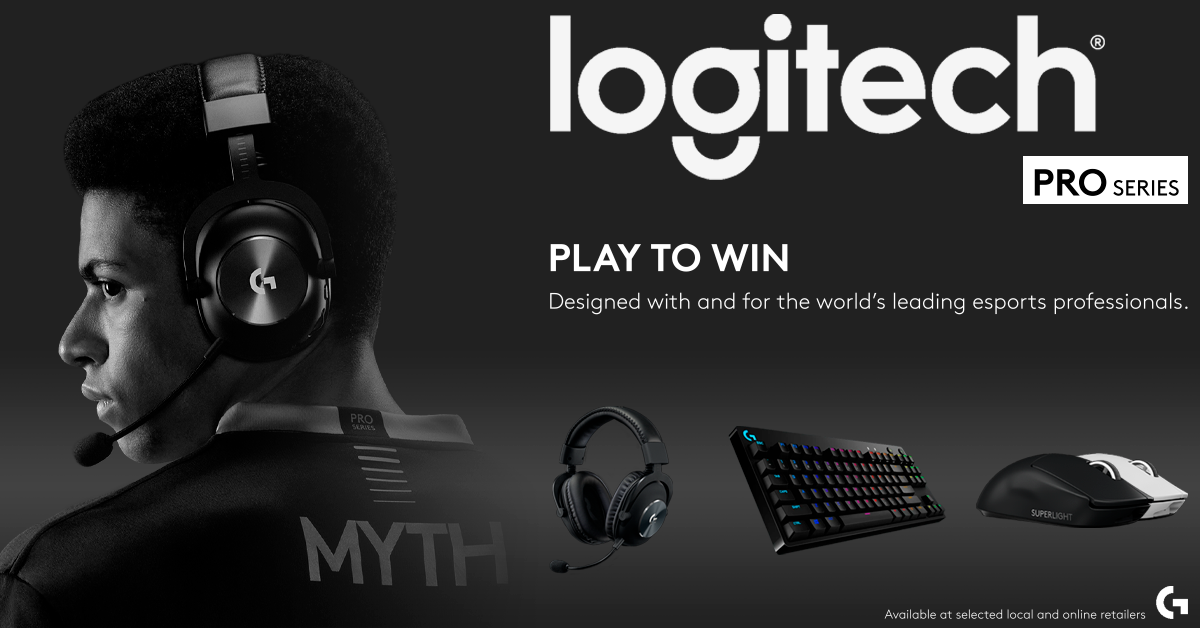 logitech®
PRO SERIES
PLAY TO WIN
Designed with and for the world’s leading esports professionals.
PRO
SERIES
MYTH
SUPERLIGHT
Available at selected local and online retailers